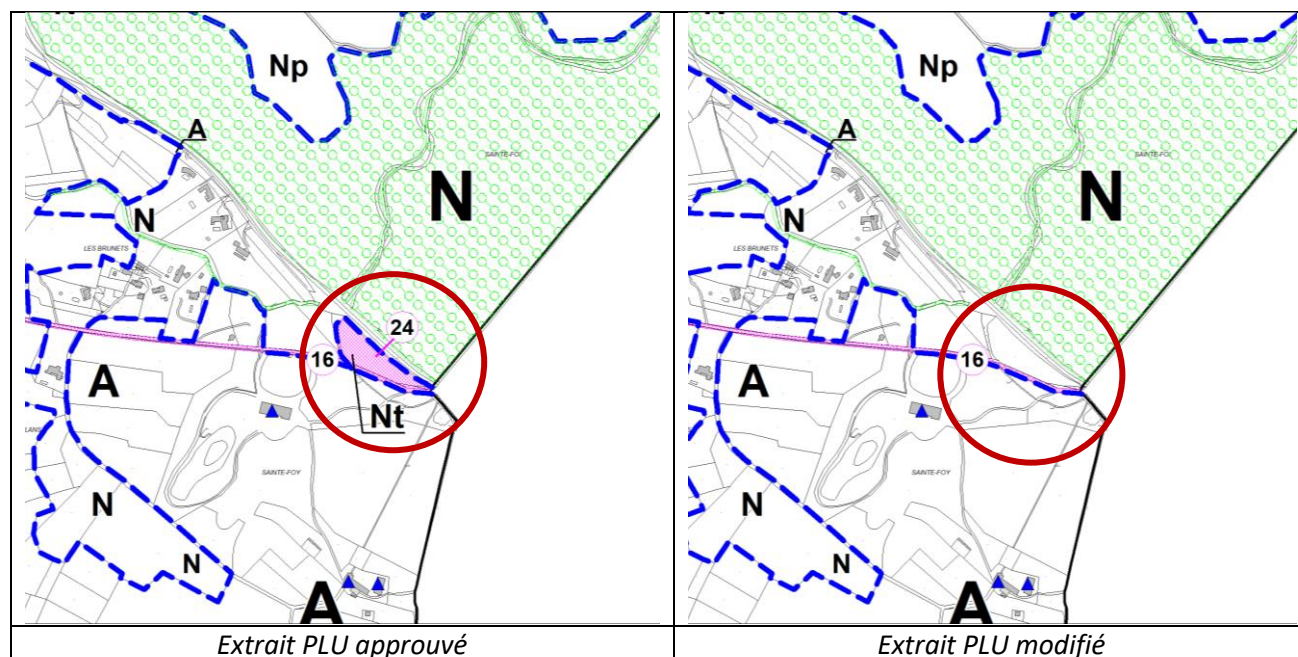 Np
A
SAINTE-FOY
N
N
LES BRUNETS
24
16
A
Nt
SAINTE-FOY
N
N
A
Extrait PLU approuvé
Np
A
SAINTE-FOY
N
N
LES BRUNETS
16
A
SAINTE-FOY
N
N
A
Extrait PLU modifié